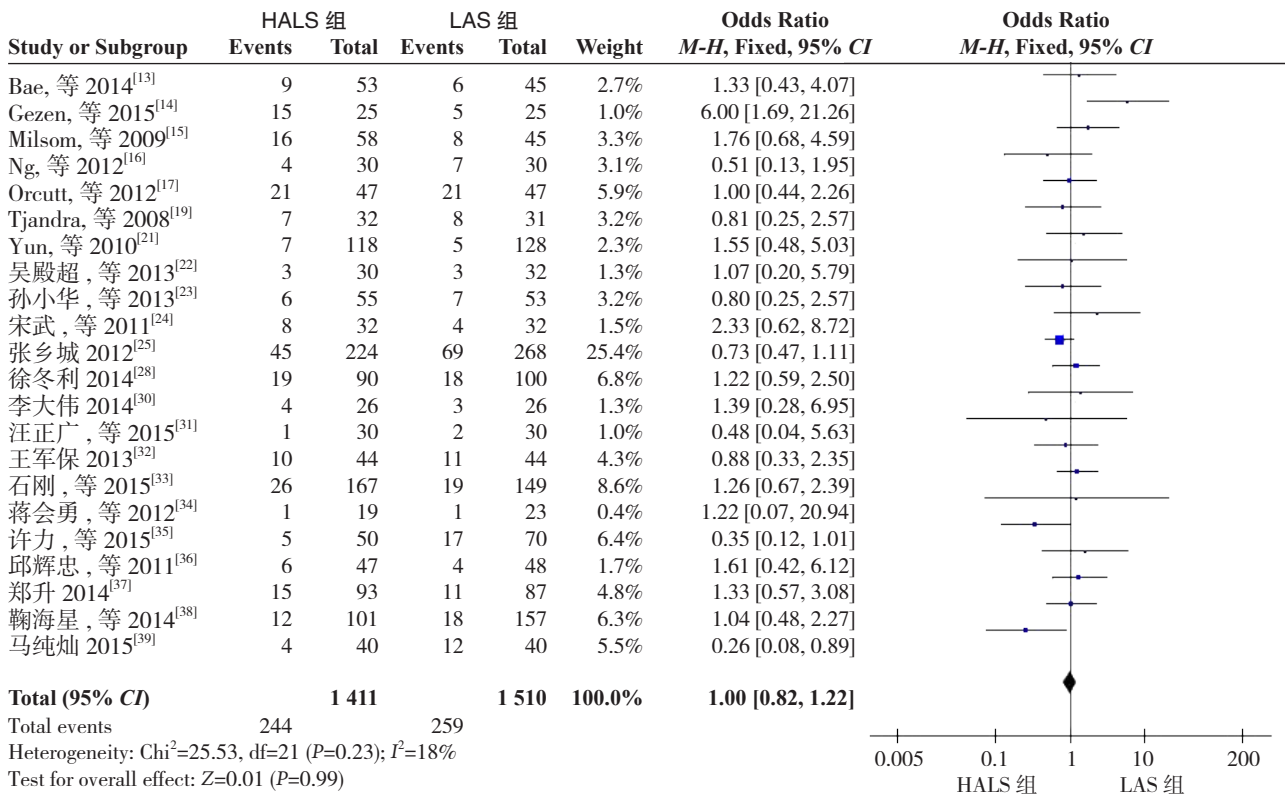 HALS 组 LAS 组 Odds Ratio Odds Ratio
Study or Subgroup Events Total Events Total Weight M-H, Fixed, 95% CI M-H, Fixed, 95% CI
Bae, 等 2014[13] 9 53 6 45 2.7% 1.33 [0.43, 4.07]
Gezen, 等 2015[14] 15 25 5 25 1.0% 6.00 [1.69, 21.26]
Milsom, 等 2009[15] 16 58 8 45 3.3% 1.76 [0.68, 4.59]
Ng, 等 2012[16] 4 30 7 30 3.1% 0.51 [0.13, 1.95]
Orcutt, 等 2012[17] 21 47 21 47 5.9% 1.00 [0.44, 2.26]
Tjandra, 等 2008[19] 7 32 8 31 3.2% 0.81 [0.25, 2.57]
Yun, 等 2010[21] 7 118 5 128 2.3% 1.55 [0.48, 5.03]
吴殿超 , 等 2013[22] 3 30 3 32 1.3% 1.07 [0.20, 5.79]
孙小华 , 等 2013[23] 6 55 7 53 3.2% 0.80 [0.25, 2.57]
宋武 , 等 2011[24] 8 32 4 32 1.5% 2.33 [0.62, 8.72]
张乡城 2012[25] 45 224 69 268 25.4% 0.73 [0.47, 1.11]
徐冬利 2014[28] 19 90 18 100 6.8% 1.22 [0.59, 2.50]
李大伟 2014[30] 4 26 3 26 1.3% 1.39 [0.28, 6.95]
汪正广 , 等 2015[31] 1 30 2 30 1.0% 0.48 [0.04, 5.63]
王军保 2013[32] 10 44 11 44 4.3% 0.88 [0.33, 2.35]
石刚 , 等 2015[33] 26 167 19 149 8.6% 1.26 [0.67, 2.39]
蒋会勇 , 等 2012[34] 1 19 1 23 0.4% 1.22 [0.07, 20.94]
许力 , 等 2015[35] 5 50 17 70 6.4% 0.35 [0.12, 1.01]
邱辉忠 , 等 2011[36] 6 47 4 48 1.7% 1.61 [0.42, 6.12]
郑升 2014[37] 15 93 11 87 4.8% 1.33 [0.57, 3.08]
鞠海星 , 等 2014[38] 12 101 18 157 6.3% 1.04 [0.48, 2.27]
马纯灿 2015[39] 4 40 12 40 5.5% 0.26 [0.08, 0.89]
Total (95% CI) 1 411 1 510 100.0% 1.00 [0.82, 1.22]
Total events 244 259
Heterogeneity: Chi²=25.53, df=21 (P=0.23); I²=18%
Test for overall effect: Z=0.01 (P=0.99)
0.005 0.1 1 10 200
HALS 组 LAS 组